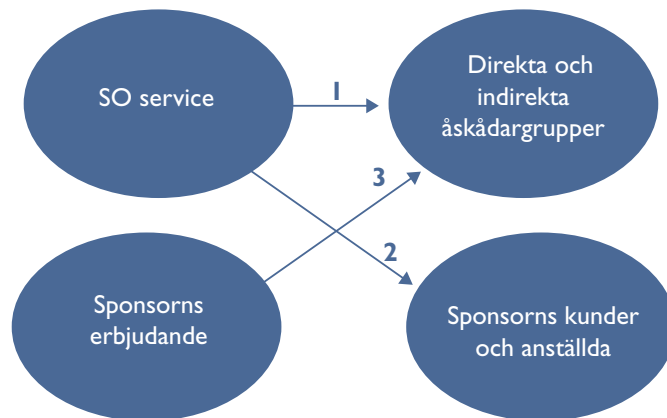 SO service
1
Direkta och
indirekta
åskådargrupper
3
2
Sponsorns
erbjudande
Sponsorns kunder
och anställda